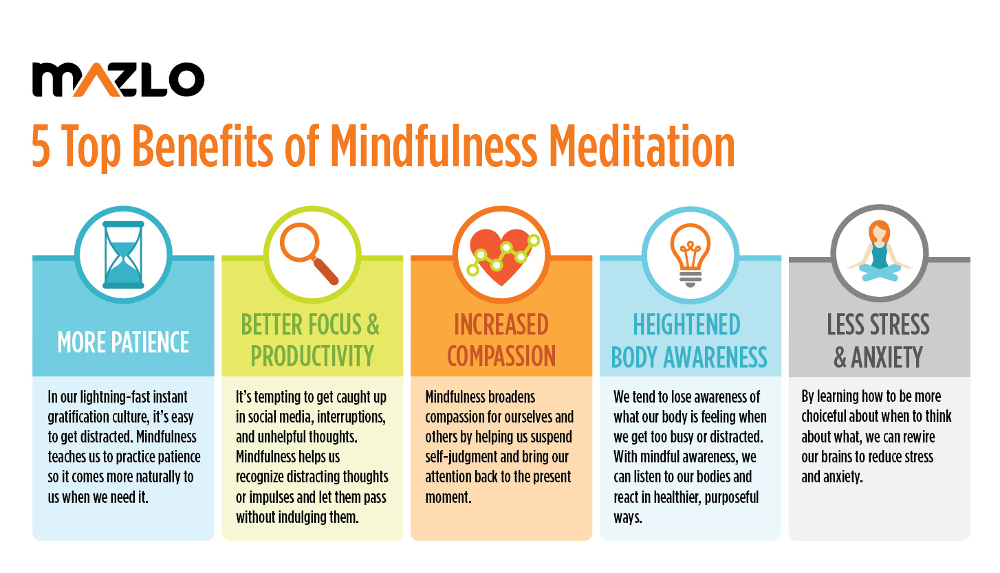 mAZLO
5 Top Benefits of Mindfulness Meditation
MORE PATIENCE
In our lightning-fast instant
gratification culture, it's easy
to get distracted. Mindfulness
teaches us to practice patience
so it comes more naturally to
us when we need it.
BETTER FOCUS &
PRODUCTIVITY
It's tempting to get caught up
in social media, interruptions,
and unhelpful thoughts.
Mindfulness helps us
recognize distracting thoughts
or impulses and let them pass
without indulging them.
INCREASED
COMPASSION
Mindfulness broadens
compassion for ourselves and
others by helping us suspend
self-judgment and bring our
attention back to the present
moment.
HEIGHTENED
BODY AWARENESS
We tend to lose awareness of
what our body is feeling when
we get too busy or distracted.
With mindful awareness, we
can listen to our bodies and
react in healthier, purposeful
ways.
LESS STRESS
& ANXIETY
By learning how to be more
choiceful about when to think
about what, we can rewire
our brains to reduce stress
and anxiety.